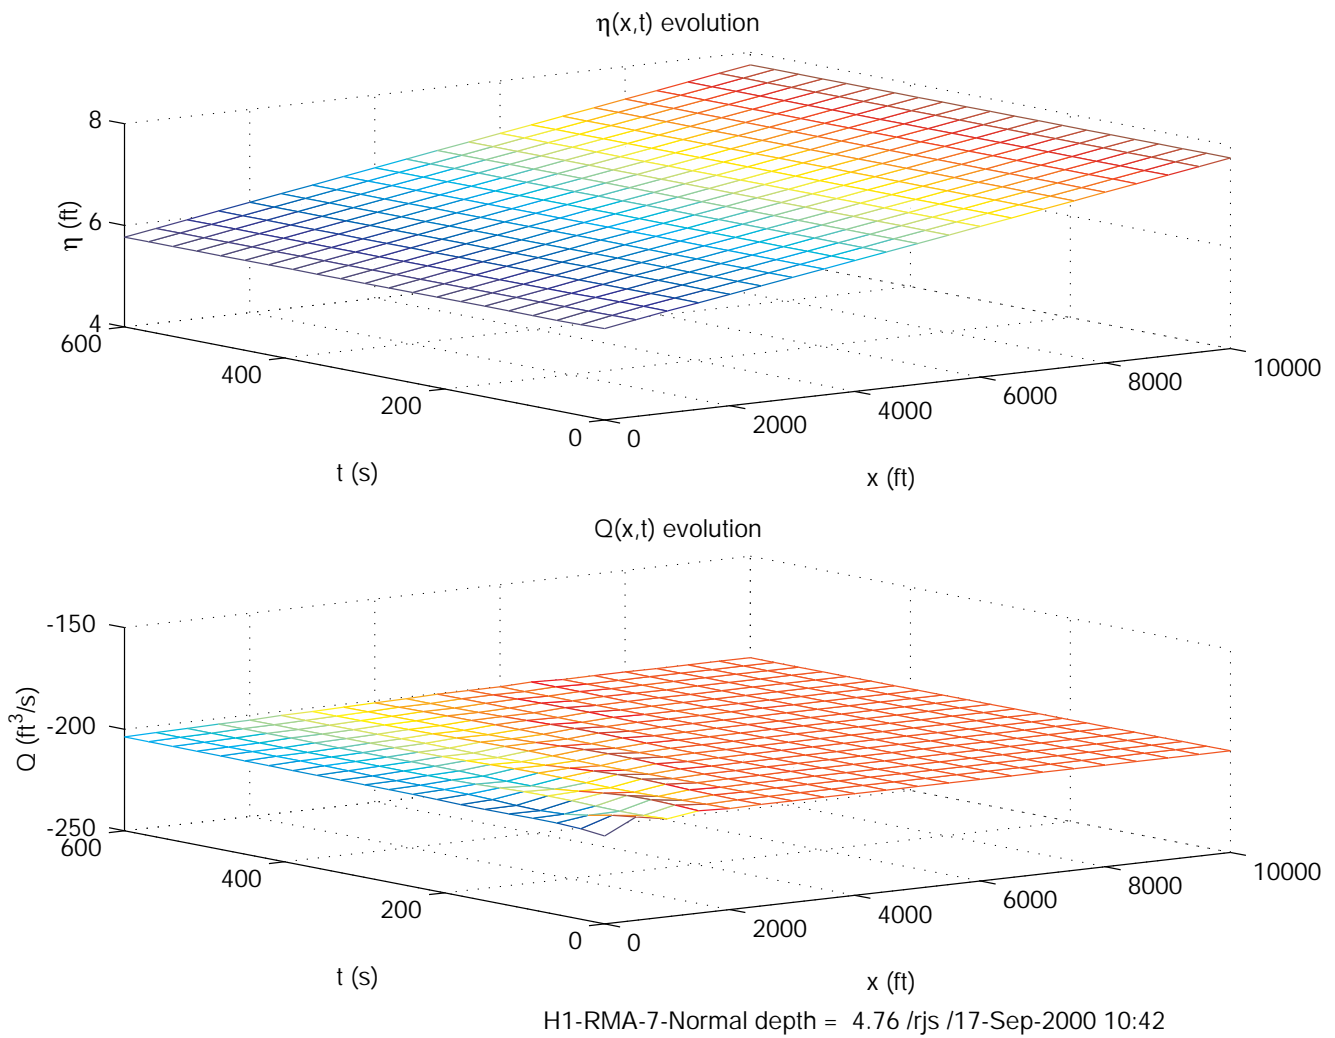 η(x,t) evolution
8
6
4
η (ft)
600
400
200
0
t (s)
0
2000
4000
6000
8000
10000
x (ft)
Q(x,t) evolution
-150
-200
-250
Q (ft³/s)
600
400
200
0
t (s)
0
2000
4000
6000
8000
10000
x (ft)
H1-RMA-7-Normal depth = 4.76 /rjs /17-Sep-2000 10:42